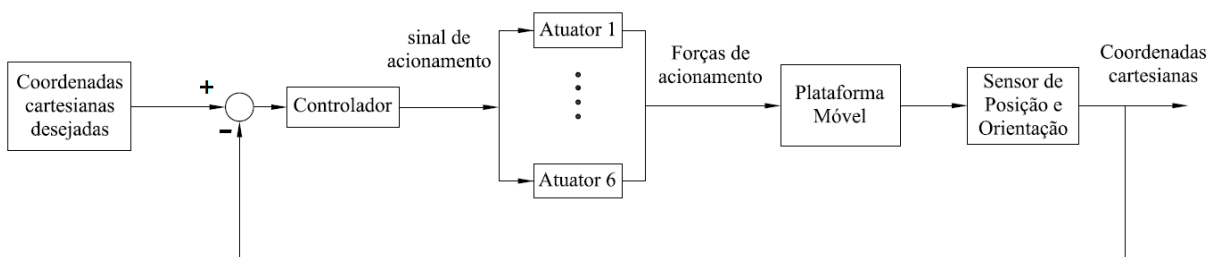 Coordenadas
cartesianas
desejadas
+
−
Controlador
sinal de
acionamento
Atuator 1
Atuator 6
Forças de
acionamento
Plataforma
Móvel
Sensor de
Posição e
Orientação
Coordenadas
cartesianas